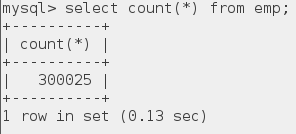 mysql> select count(*) from emp;
+----------+
| count(*) |
+----------+
|   300025 |
+----------+
1 row in set (0.13 sec)